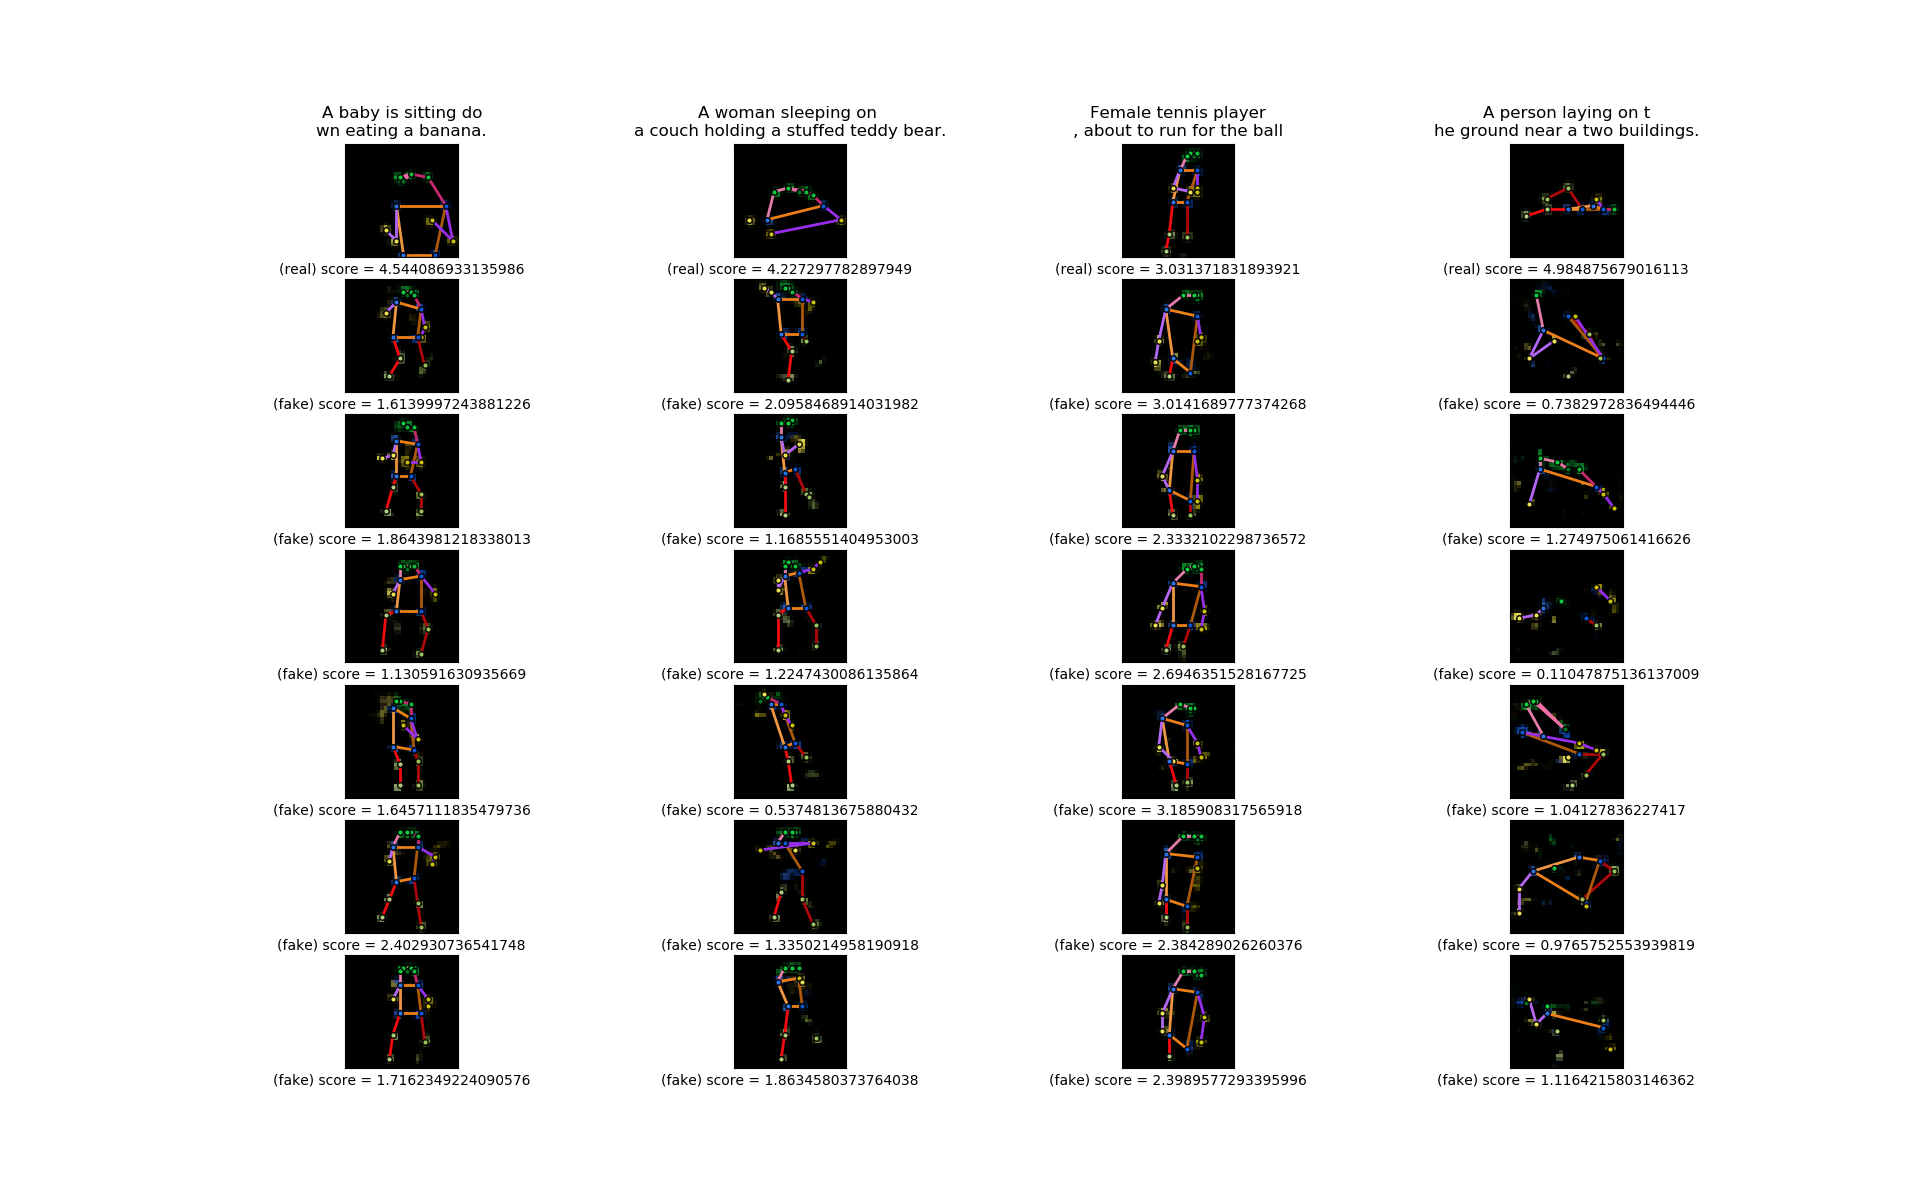 A baby is sitting do
wn eating a banana.
A woman sleeping on
a couch holding a stuffed teddy bear.
Female tennis player
, about to run for the ball
A person laying on t
he ground near a two buildings.
(real) score = 4.544086933135986
(real) score = 4.227297782897949
(real) score = 3.031371831893921
(real) score = 4.984875679016113
(fake) score = 1.6139997243881226
(fake) score = 2.0958468914031982
(fake) score = 3.0141689777374268
(fake) score = 0.7382972836494446
(fake) score = 1.8643981218338013
(fake) score = 1.1685551404953003
(fake) score = 2.3332102298736572
(fake) score = 1.274975061416626
(fake) score = 1.130591630935669
(fake) score = 1.2247430086135864
(fake) score = 2.6946351528167725
(fake) score = 0.11047875136137009
(fake) score = 1.6457111835479736
(fake) score = 0.5374813675880432
(fake) score = 3.185908317565918
(fake) score = 1.04127836227417
(fake) score = 2.402930736541748
(fake) score = 1.3350214958190918
(fake) score = 2.384289026260376
(fake) score = 0.9765752553939819
(fake) score = 1.7162349224090576
(fake) score = 1.8634580373764038
(fake) score = 2.3989577293395996
(fake) score = 1.1164215803146362